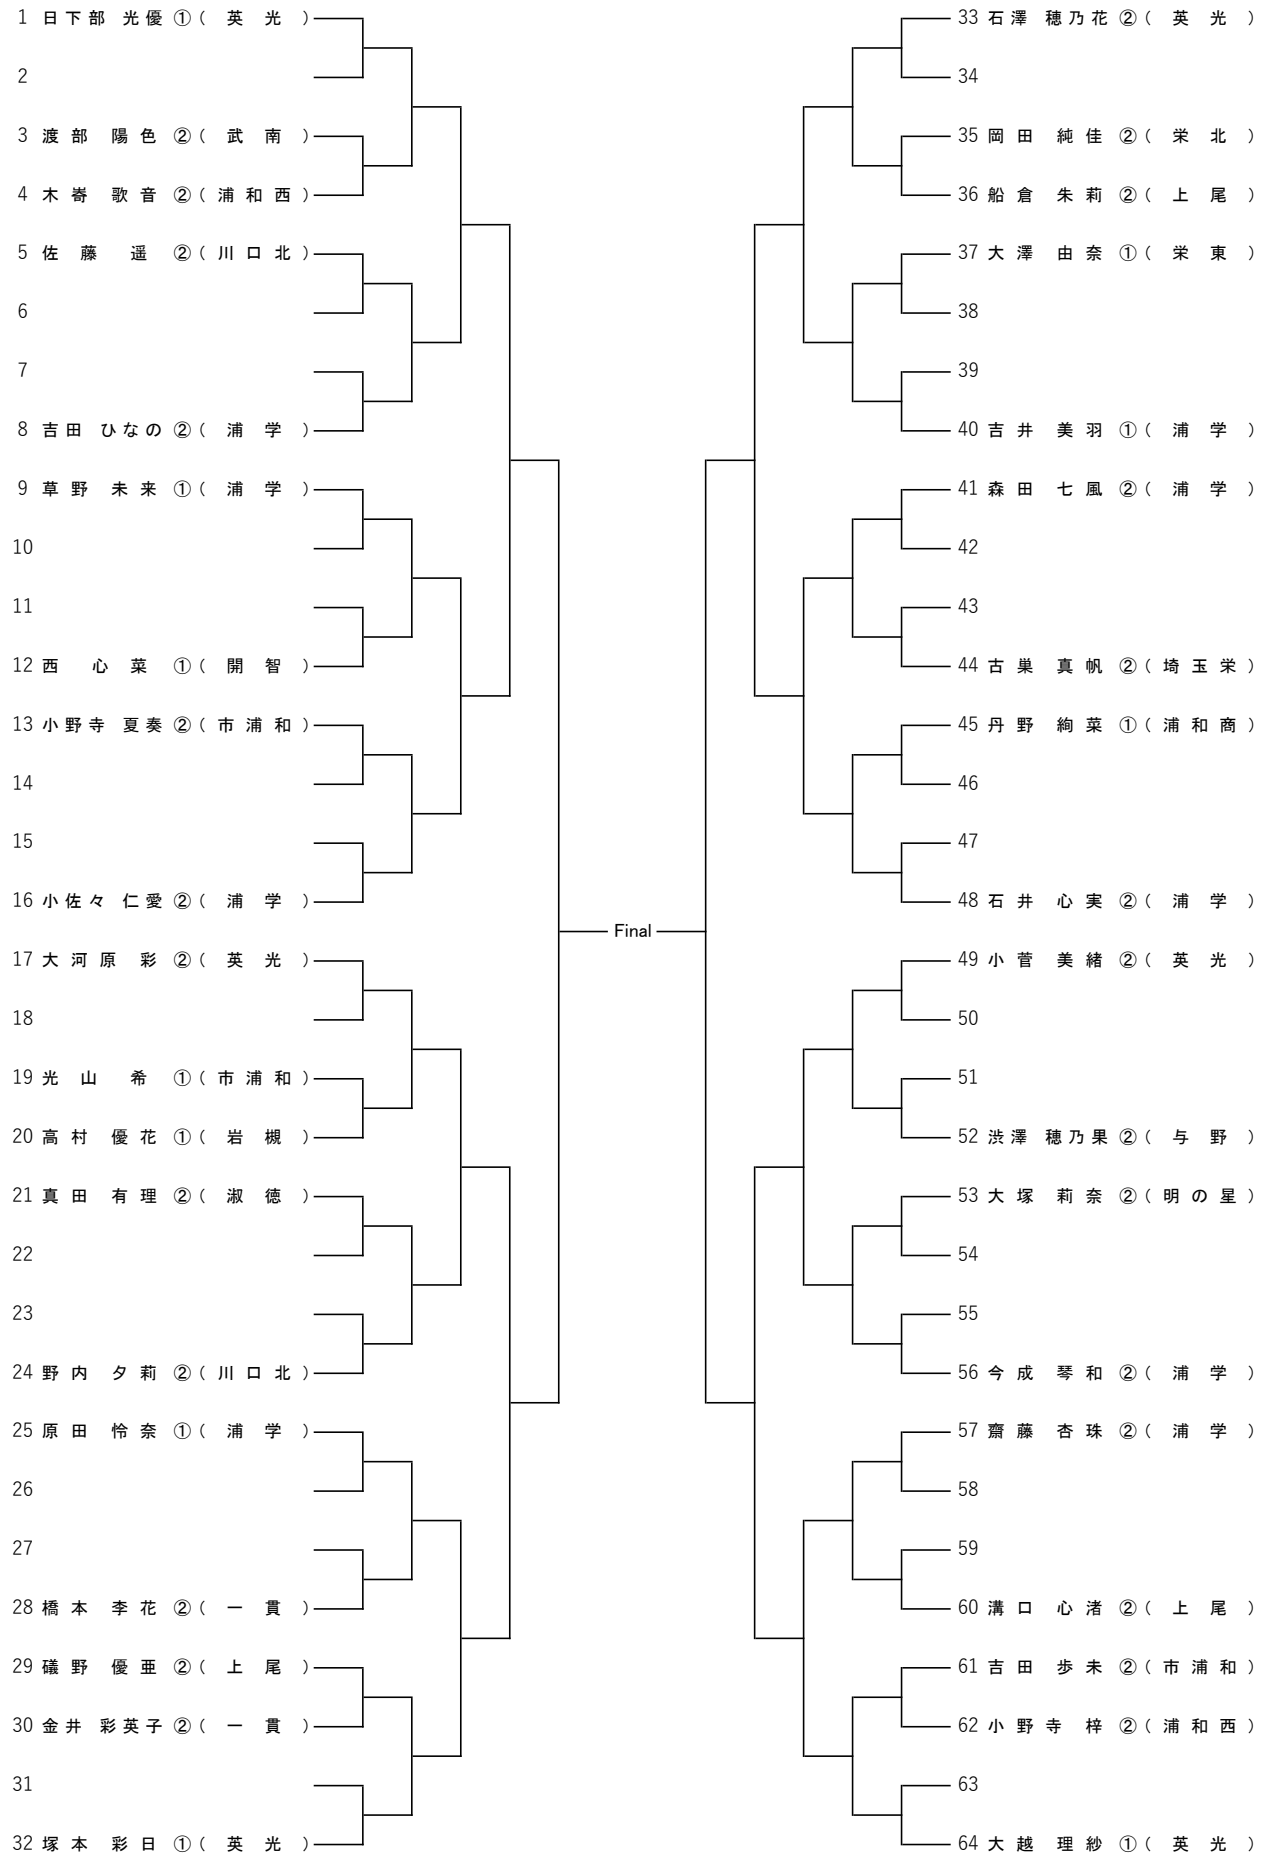 1 日下部 光優 ① ( 英 光 )
2
3 渡部 陽色 ② ( 武 南 )
4 木嵜 歌音 ② ( 浦和西 )
5 佐藤 遥 ② ( 川口北 )
6
7
8 吉田 ひなの ② ( 浦 学 )
9 草野 未来 ① ( 浦 学 )
10
11
12 西 心菜 ① ( 開 智 )
13 小野寺 夏奏 ② ( 市浦和 )
14
15
16 小佐々 仁愛 ② ( 浦 学 )
17 大河原 彩 ② ( 英 光 )
18
19 光山 希 ① ( 市浦和 )
20 高村 優花 ① ( 岩 槻 )
21 真田 有理 ② ( 淑 徳 )
22
23
24 野内 夕莉 ② ( 川口北 )
25 原田 怜奈 ① ( 浦 学 )
26
27
28 橋本 李花 ② ( 一 貫 )
29 礒野 優亜 ② ( 上 尾 )
30 金井 彩英子 ② ( 一 貫 )
31
32 塚本 彩日 ① ( 英 光 )
Final
33 石澤 穂乃花 ② ( 英 光 )
34
35 岡田 純佳 ② ( 栄 北 )
36 船倉 朱莉 ② ( 上 尾 )
37 大澤 由奈 ① ( 栄 東 )
38
39
40 吉井 美羽 ① ( 浦 学 )
41 森田 七風 ② ( 浦 学 )
42
43
44 古巣 真帆 ② ( 埼玉栄 )
45 丹野 絢菜 ① ( 浦和商 )
46
47
48 石井 心実 ② ( 浦 学 )
49 小菅 美緒 ② ( 英 光 )
50
51
52 渋澤 穂乃果 ② ( 与 野 )
53 大塚 莉奈 ② ( 明の星 )
54
55
56 今成 琴和 ② ( 浦 学 )
57 齋藤 杏珠 ② ( 浦 学 )
58
59
60 溝口 心渚 ② ( 上 尾 )
61 吉田 歩未 ② ( 市浦和 )
62 小野寺 梓 ② ( 浦和西 )
63
64 大越 理紗 ① ( 英 光 )